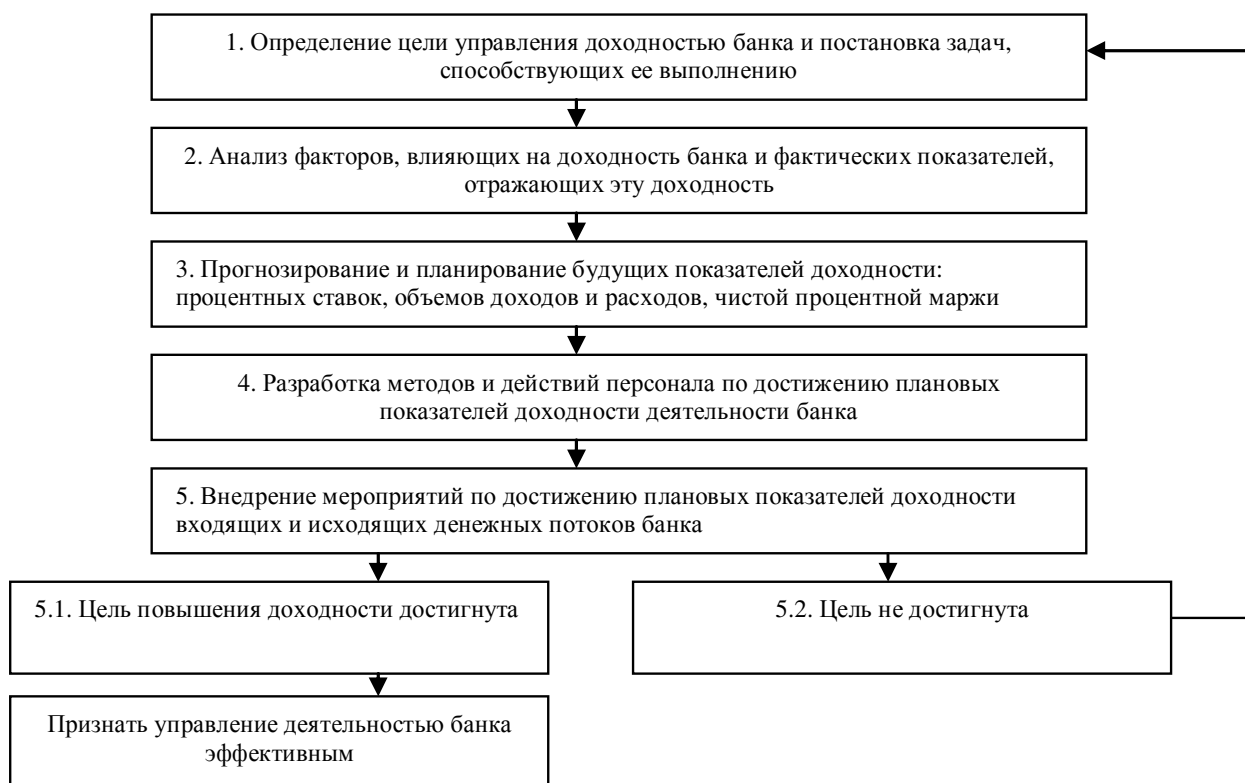 1. Определение цели управления доходностью банка и постановка задач,
способствующих ее выполнению
2. Анализ факторов, влияющих на доходность банка и фактических показателей,
отражающих эту доходность
3. Прогнозирование и планирование будущих показателей доходности:
процентных ставок, объемов доходов и расходов, чистой процентной маржи
4. Разработка методов и действий персонала по достижению плановых
показателей доходности деятельности банка
5. Внедрение мероприятий по достижению плановых показателей доходности
входящих и исходящих денежных потоков банка
5.1. Цель повышения доходности достигнута
5.2. Цель не достигнута
Признать управление деятельностью банка
эффективным